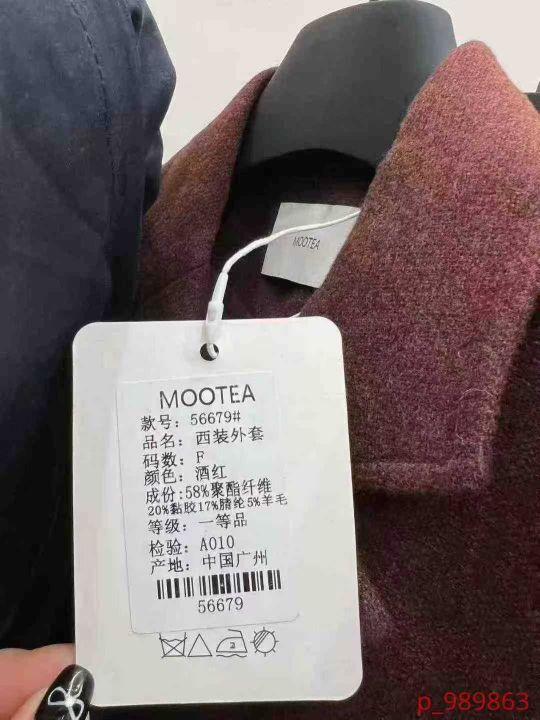 MOOTEA
MOOTEA
款号: 56679#
品名: 西装外套
码数: F
颜色: 酒红
成份:58%聚酯纤维
20%黏胶17%腈纶5%羊毛
等级: 一等品
检验: A010
产地: 中国广州
56679
2
p_989863